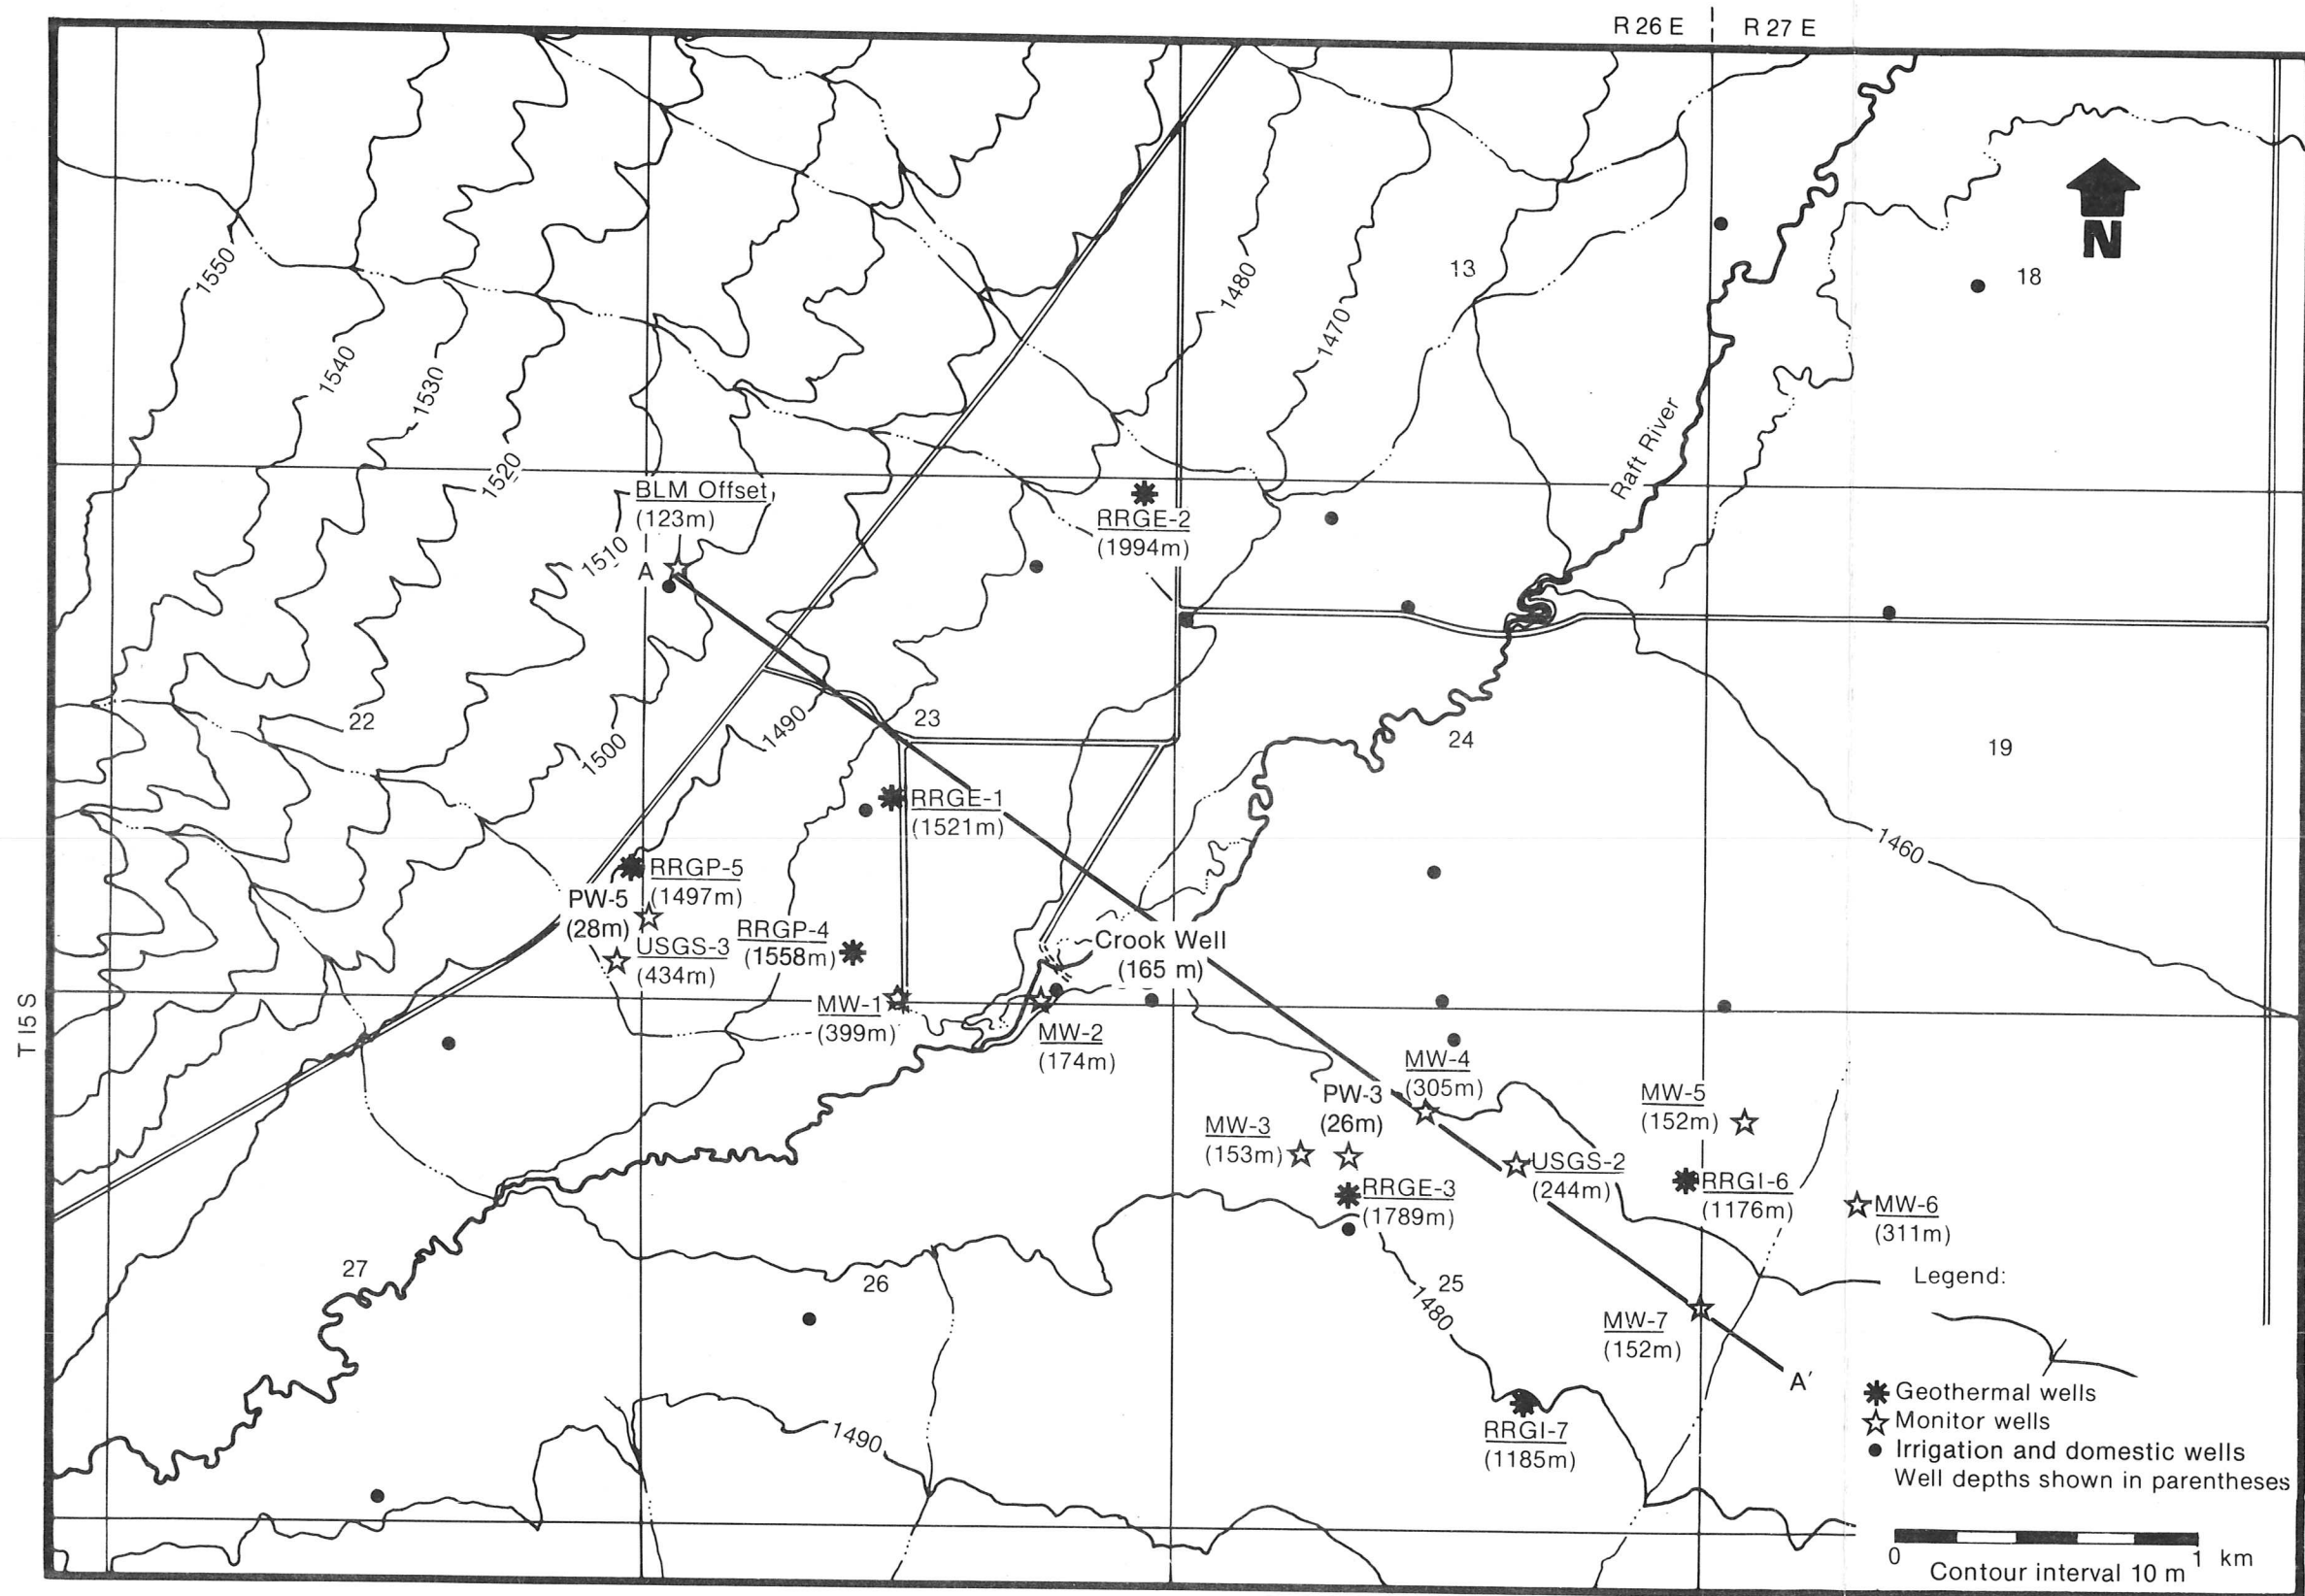 R 26 E
R 27 E
N
1550
1540
1530
1520
1510
1500
1490
1480
1470
13
18
Raft River
BLM Offset
(123m)
A
RRGE-2
(1994m)
22
23
24
19
RRGE-1
(1521m)
1460
RRGP-5
(1497m)
PW-5
(28m)
USGS-3
(434m)
RRGP-4
(1558m)
Crook Well
(165 m)
T 15 S
MW-1
(399m)
MW-2
(174m)
MW-4
(305m)
PW-3
(26m)
MW-3
(153m)
MW-5
(152m)
USGS-2
(244m)
RRGE-3
(1789m)
RRGI-6
(1176m)
MW-6
(311m)
27
26
25
1480
MW-7
(152m)
A′
RRGI-7
(1185m)
1490
Legend:
Geothermal wells
Monitor wells
Irrigation and domestic wells
Well depths shown in parentheses
0 1 km
Contour interval 10 m